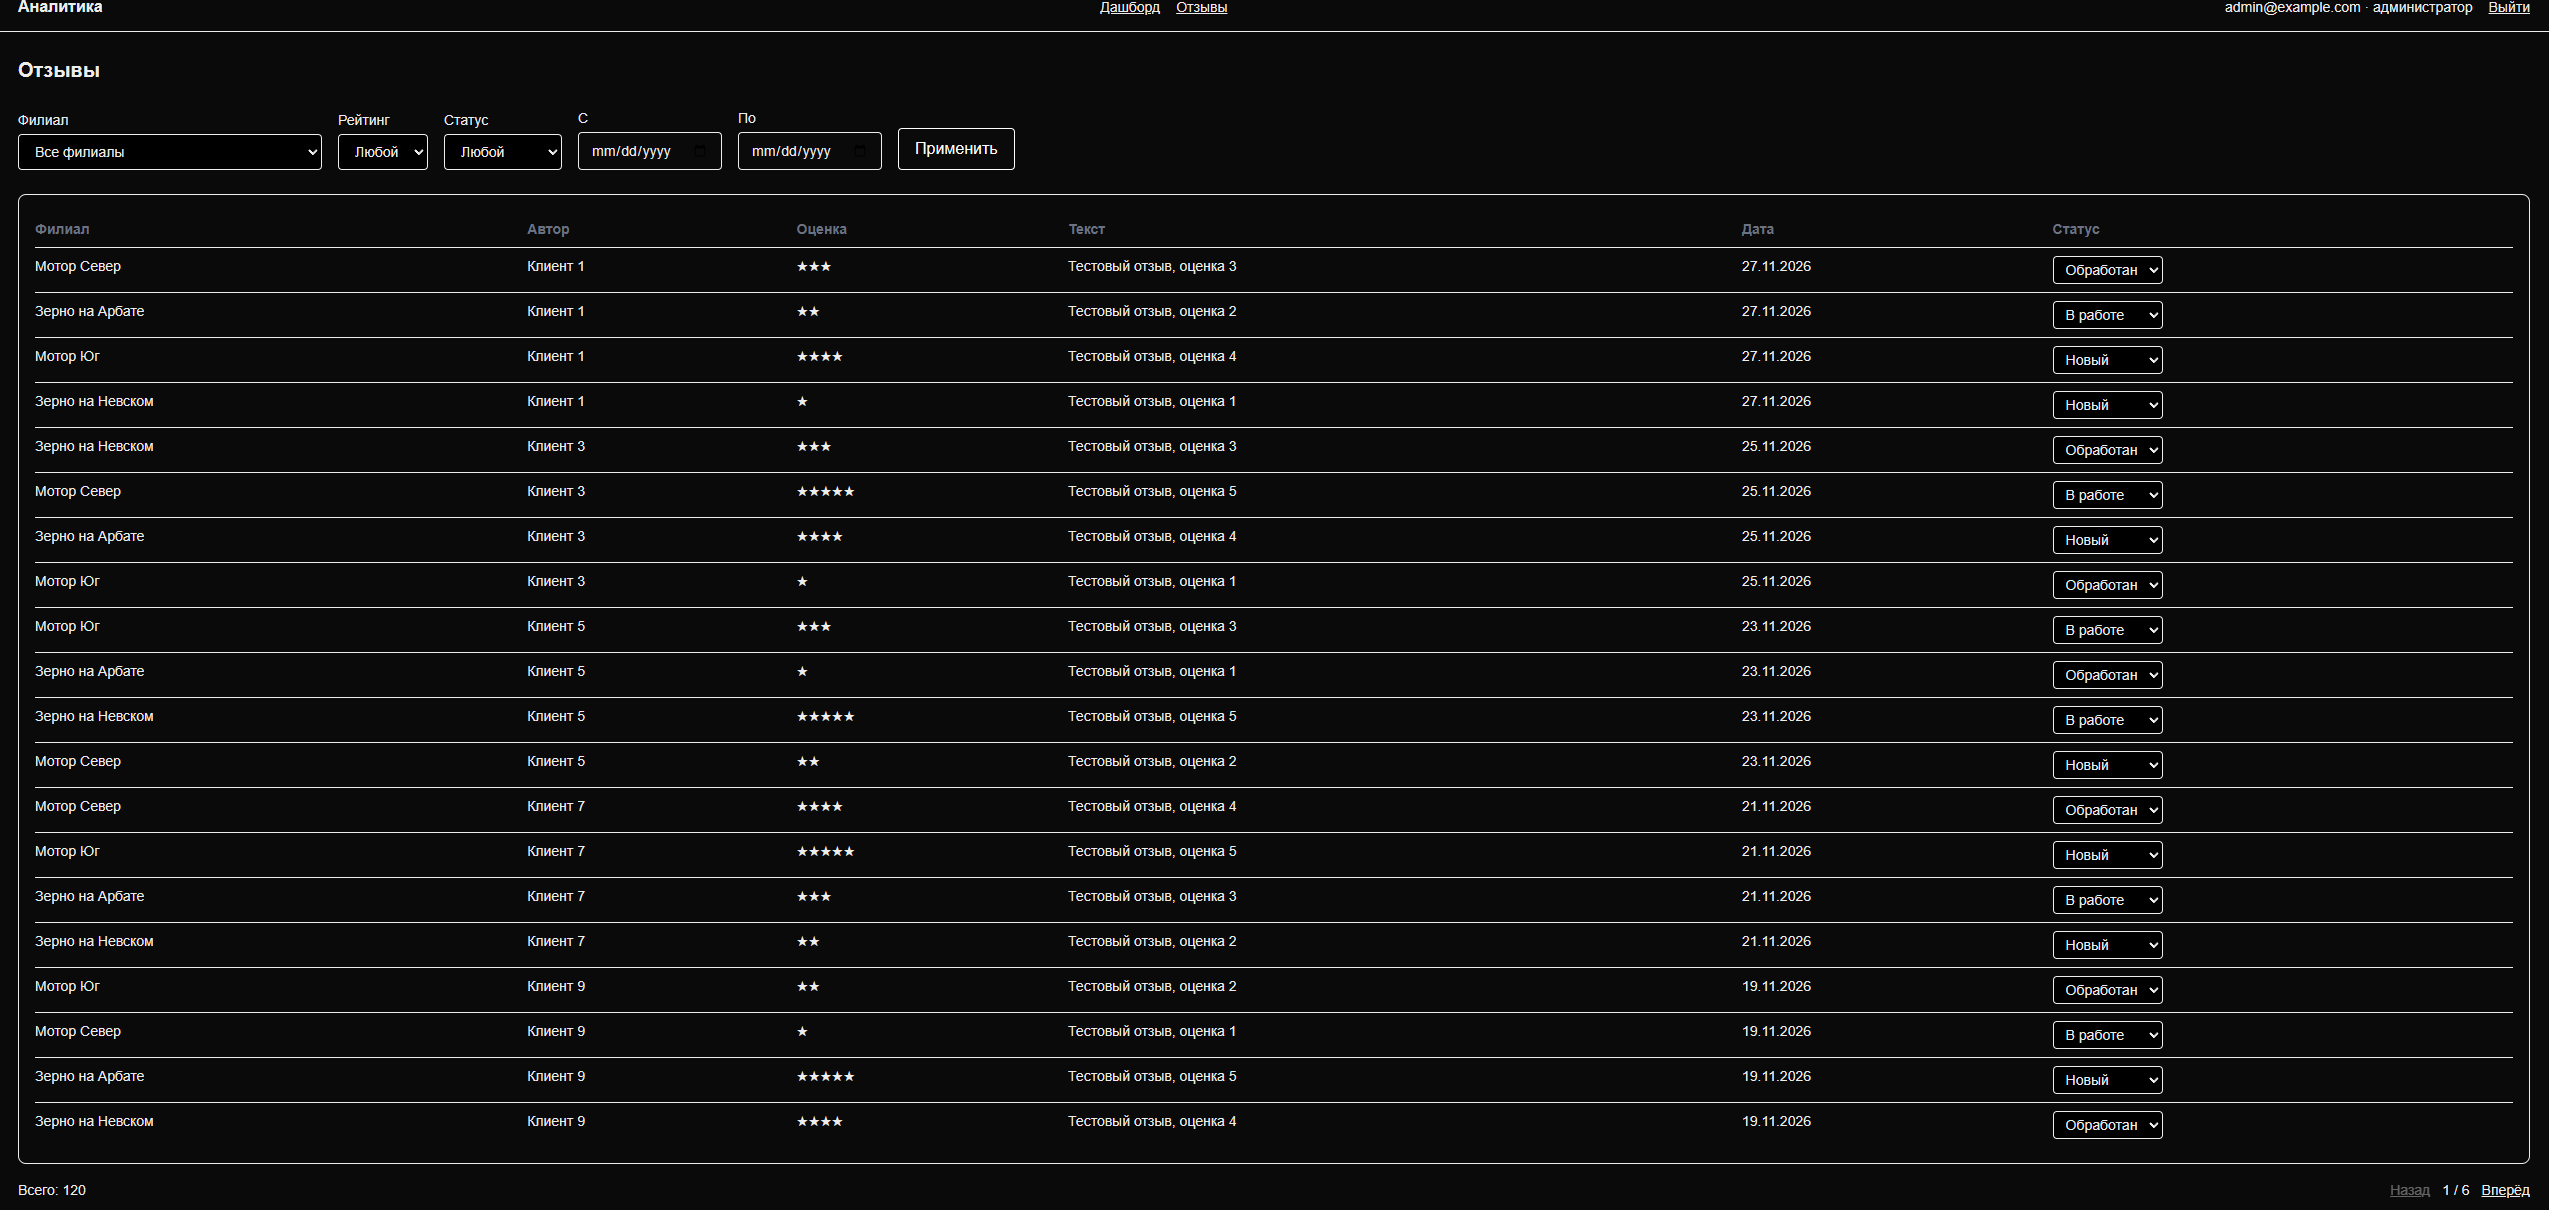 Аналитика Дашборд Отзывы admin@example.com · администратор Выйти
Отзывы
Филиал Рейтинг Статус С По
Все филиалы Любой Любой mm/dd/yyyy mm/dd/yyyy Применить
Филиал Автор Оценка Текст Дата Статус
Мотор Север Клиент 1 ★★★ Тестовый отзыв, оценка 3 27.11.2026 Обработан
Зерно на Арбате Клиент 1 ★★ Тестовый отзыв, оценка 2 27.11.2026 В работе
Мотор Юг Клиент 1 ★★★★ Тестовый отзыв, оценка 4 27.11.2026 Новый
Зерно на Невском Клиент 1 ★ Тестовый отзыв, оценка 1 27.11.2026 Новый
Зерно на Невском Клиент 3 ★★★ Тестовый отзыв, оценка 3 25.11.2026 Обработан
Мотор Север Клиент 3 ★★★★★ Тестовый отзыв, оценка 5 25.11.2026 В работе
Зерно на Арбате Клиент 3 ★★★★ Тестовый отзыв, оценка 4 25.11.2026 Новый
Мотор Юг Клиент 3 ★ Тестовый отзыв, оценка 1 25.11.2026 Обработан
Мотор Юг Клиент 5 ★★★ Тестовый отзыв, оценка 3 23.11.2026 В работе
Зерно на Арбате Клиент 5 ★ Тестовый отзыв, оценка 1 23.11.2026 Обработан
Зерно на Невском Клиент 5 ★★★★★ Тестовый отзыв, оценка 5 23.11.2026 В работе
Мотор Север Клиент 5 ★★ Тестовый отзыв, оценка 2 23.11.2026 Новый
Мотор Север Клиент 7 ★★★★ Тестовый отзыв, оценка 4 21.11.2026 Обработан
Мотор Юг Клиент 7 ★★★★★ Тестовый отзыв, оценка 5 21.11.2026 Новый
Зерно на Арбате Клиент 7 ★★★ Тестовый отзыв, оценка 3 21.11.2026 В работе
Зерно на Невском Клиент 7 ★★ Тестовый отзыв, оценка 2 21.11.2026 Новый
Мотор Юг Клиент 9 ★★ Тестовый отзыв, оценка 2 19.11.2026 Обработан
Мотор Север Клиент 9 ★ Тестовый отзыв, оценка 1 19.11.2026 В работе
Зерно на Арбате Клиент 9 ★★★★★ Тестовый отзыв, оценка 5 19.11.2026 Новый
Зерно на Невском Клиент 9 ★★★★ Тестовый отзыв, оценка 4 19.11.2026 Обработан
Всего: 120 Назад 1 / 6 Вперёд